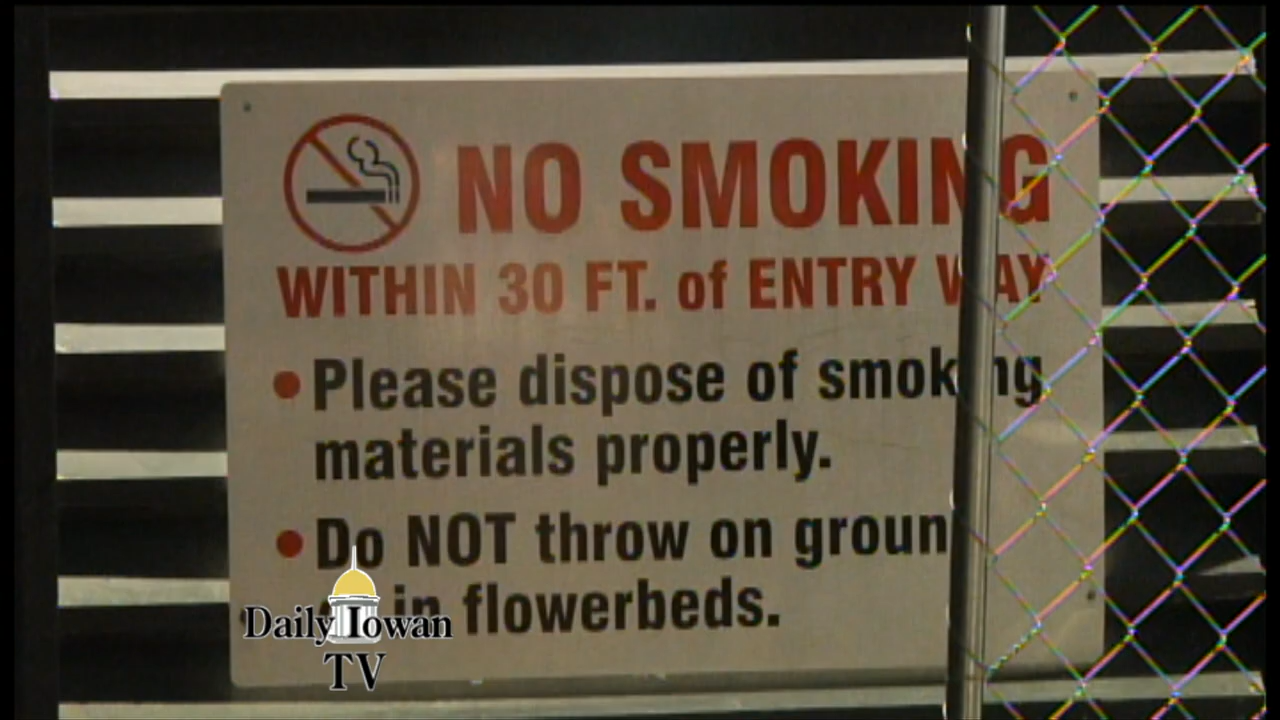 NO SMOKING
WITHIN 30 FT. of ENTRY WAY
• Please dispose of smoking
materials properly.
• Do NOT throw on groun
in flowerbeds.
Daily Iowan
TV